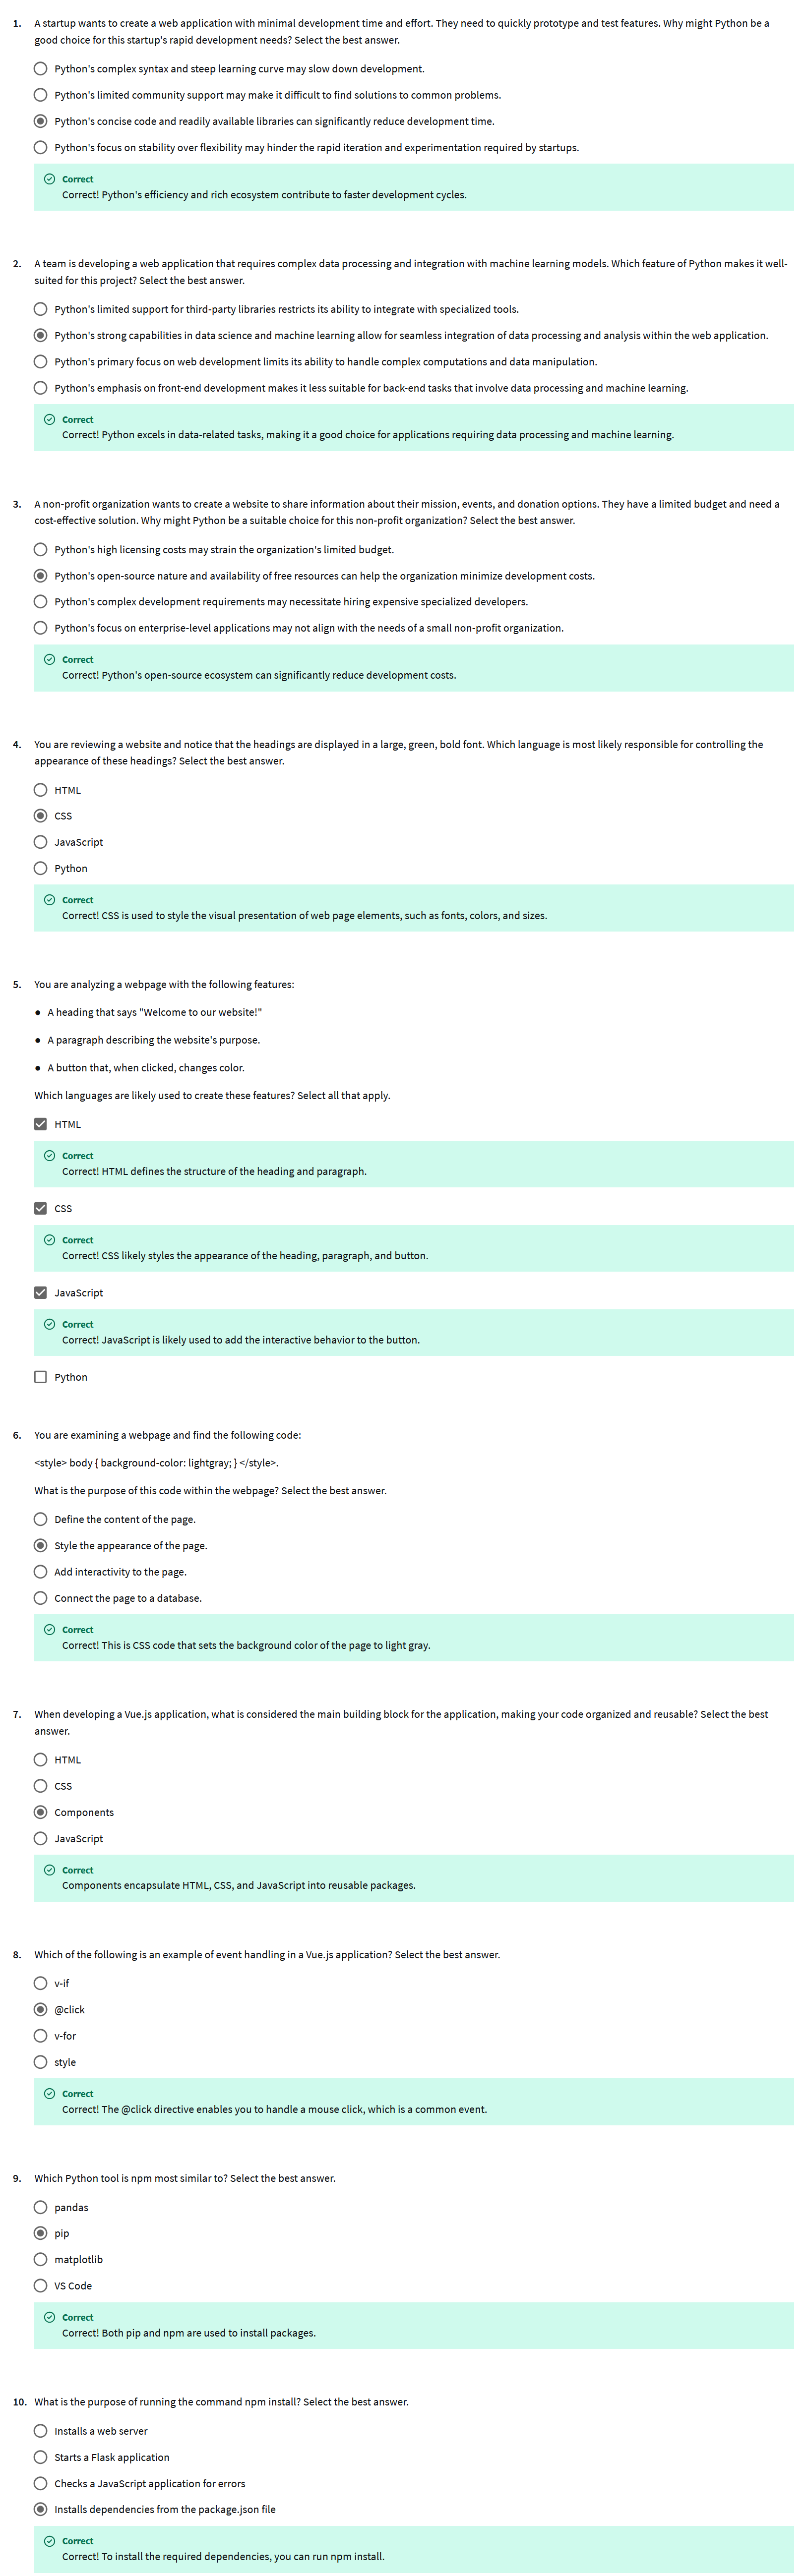 1. A startup wants to create a web application with minimal development time and effort. They need to quickly prototype and test features. Why might Python be a
good choice for this startup's rapid development needs? Select the best answer.
Python's complex syntax and steep learning curve may slow down development.
Python's limited community support may make it difficult to find solutions to common problems.
Python's concise code and readily available libraries can significantly reduce development time.
Python's focus on stability over flexibility may hinder the rapid iteration and experimentation required by startups.
Correct
Correct! Python's efficiency and rich ecosystem contribute to faster development cycles.
2. A team is developing a web application that requires complex data processing and integration with machine learning models. Which feature of Python makes it well-
suited for this project? Select the best answer.
Python's limited support for third-party libraries restricts its ability to integrate with specialized tools.
Python's strong capabilities in data science and machine learning allow for seamless integration of data processing and analysis within the web application.
Python's primary focus on web development limits its ability to handle complex computations and data manipulation.
Python's emphasis on front-end development makes it less suitable for back-end tasks that involve data processing and machine learning.
Correct
Correct! Python excels in data-related tasks, making it a good choice for applications requiring data processing and machine learning.
3. A non-profit organization wants to create a website to share information about their mission, events, and donation options. They have a limited budget and need a
cost-effective solution. Why might Python be a suitable choice for this non-profit organization? Select the best answer.
Python's high licensing costs may strain the organization's limited budget.
Python's open-source nature and availability of free resources can help the organization minimize development costs.
Python's complex development requirements may necessitate hiring expensive specialized developers.
Python's focus on enterprise-level applications may not align with the needs of a small non-profit organization.
Correct
Correct! Python's open-source ecosystem can significantly reduce development costs.
4. You are reviewing a website and notice that the headings are displayed in a large, green, bold font. Which language is most likely responsible for controlling the
appearance of these headings? Select the best answer.
HTML
CSS
JavaScript
Python
Correct
Correct! CSS is used to style the visual presentation of web page elements, such as fonts, colors, and sizes.
5. You are analyzing a webpage with the following features:
● A heading that says "Welcome to our website!"
● A paragraph describing the website's purpose.
● A button that, when clicked, changes color.
Which languages are likely used to create these features? Select all that apply.
HTML
Correct
Correct! HTML defines the structure of the heading and paragraph.
CSS
Correct
Correct! CSS likely styles the appearance of the heading, paragraph, and button.
JavaScript
Correct
Correct! JavaScript is likely used to add the interactive behavior to the button.
Python
6. You are examining a webpage and find the following code:
<style> body { background-color: lightgray; } </style>.
What is the purpose of this code within the webpage? Select the best answer.
Define the content of the page.
Style the appearance of the page.
Add interactivity to the page.
Connect the page to a database.
Correct
Correct! This is CSS code that sets the background color of the page to light gray.
7. When developing a Vue.js application, what is considered the main building block for the application, making your code organized and reusable? Select the best
answer.
HTML
CSS
Components
JavaScript
Correct
Components encapsulate HTML, CSS, and JavaScript into reusable packages.
8. Which of the following is an example of event handling in a Vue.js application? Select the best answer.
v-if
@click
v-for
style
Correct
Correct! The @click directive enables you to handle a mouse click, which is a common event.
9. Which Python tool is npm most similar to? Select the best answer.
pandas
pip
matplotlib
VS Code
Correct
Correct! Both pip and npm are used to install packages.
10. What is the purpose of running the command npm install? Select the best answer.
Installs a web server
Starts a Flask application
Checks a JavaScript application for errors
Installs dependencies from the package.json file
Correct
Correct! To install the required dependencies, you can run npm install.